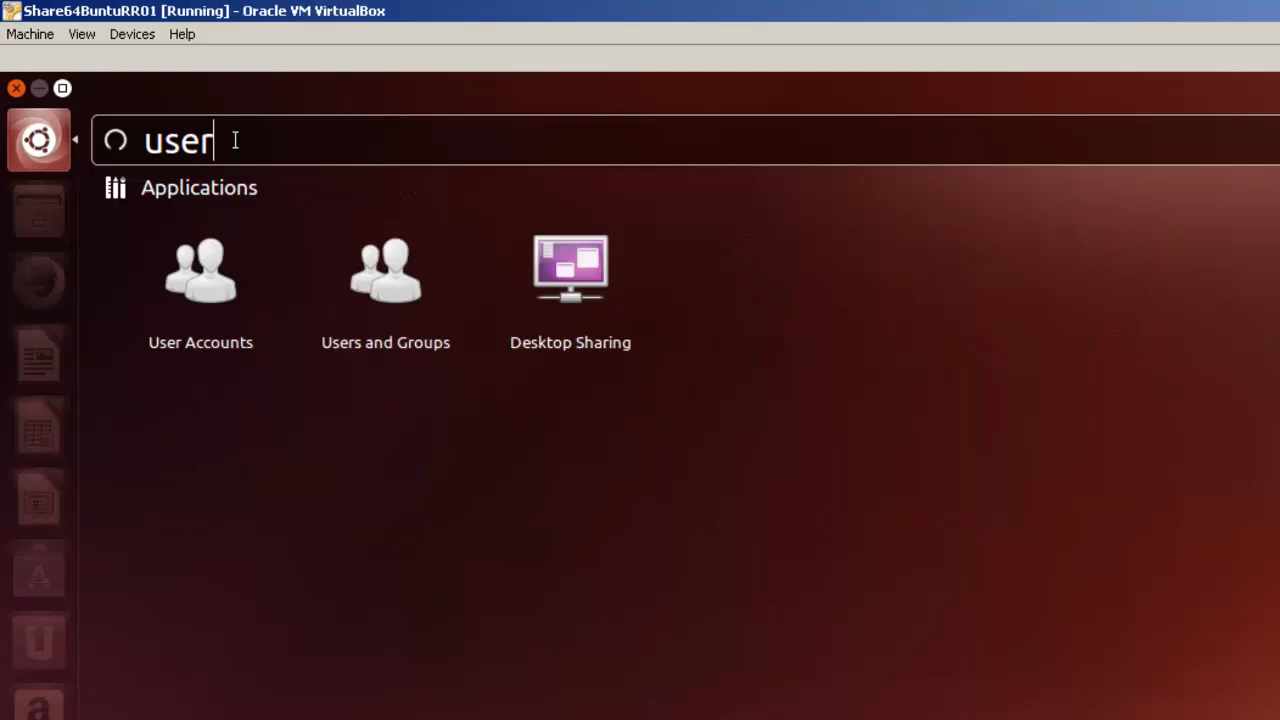 Share64BuntuRR01 [Running] - Oracle VM VirtualBox
Machine View Devices Help
user
Applications
User Accounts Users and Groups Desktop Sharing